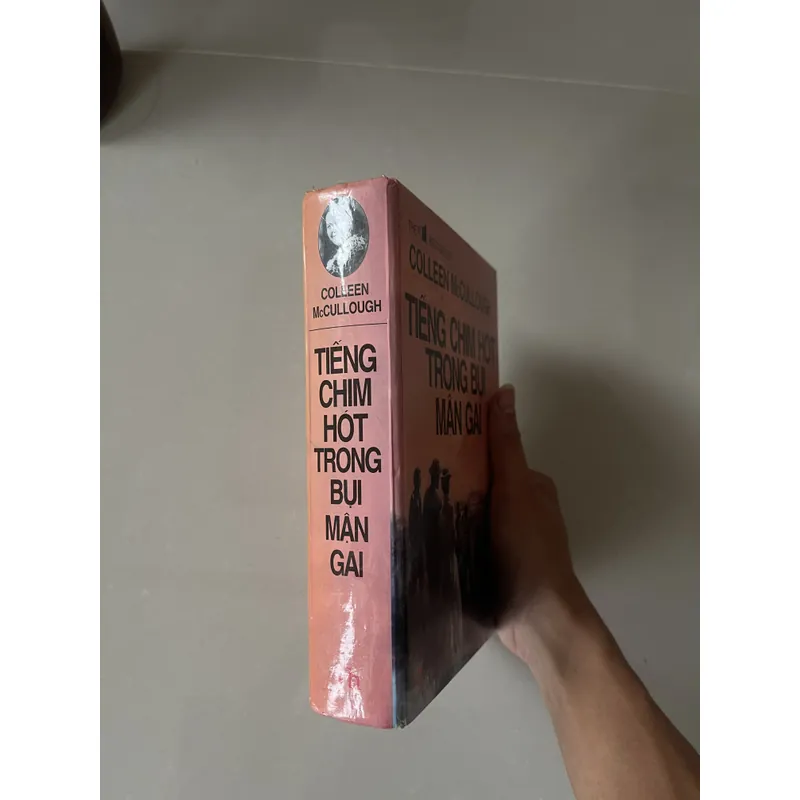 COLLEEN
McCULLOUGH
TIẾNG
CHIM
HÓT
TRONG
BỤI
MẬN
GAI
COLLEEN McCULLOUGH
TIẾNG CHIM HÓT
TRONG BỤI
MẬN GAI